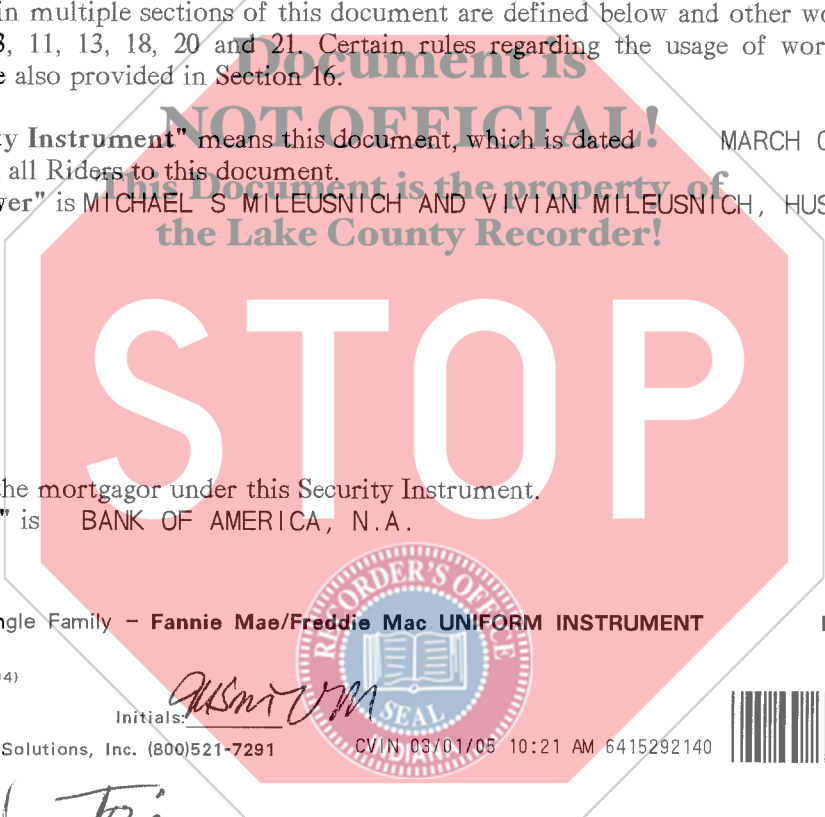 in multiple sections of this document are defined below and other wo
3, 11, 13, 18, 20 and 21. Certain rules regarding the usage of wor
e also provided in Section 16.
Document is
NOT OFFICIAL!
This Document is the property of
the Lake County Recorder!
y Instrument" means this document, which is dated MARCH 0
all Riders to this document.
ver" is MICHAEL S MILEUSNICH AND VIVIAN MILEUSNICH, HUS
STOP
he mortgagor under this Security Instrument.
" is BANK OF AMERICA, N.A.
RECORDER'S OFFICE
SEAL
INDIANA
ngle Family – Fannie Mae/Freddie Mac UNIFORM INSTRUMENT
14)
Initials:
Solutions, Inc. (800)521-7291
CVIN 03/01/05 10:21 AM 6415292140